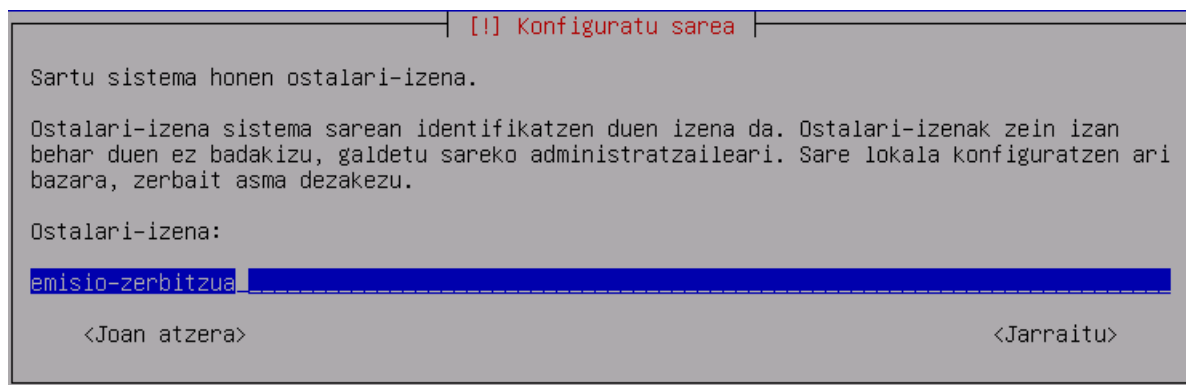 [!] Konfiguratu sarea
Sartu sistema honen ostalari-izena.
Ostalari-izena sistema sarean identifikatzen duen izena da. Ostalari-izenak zein izan
behar duen ez badakizu, galdetu sareko administratzaileari. Sare lokala konfiguratzen ari
bazara, zerbait asma dezakezu.
Ostalari-izena:
emisio-zerbitzua
<Joan atzera> <Jarraitu>